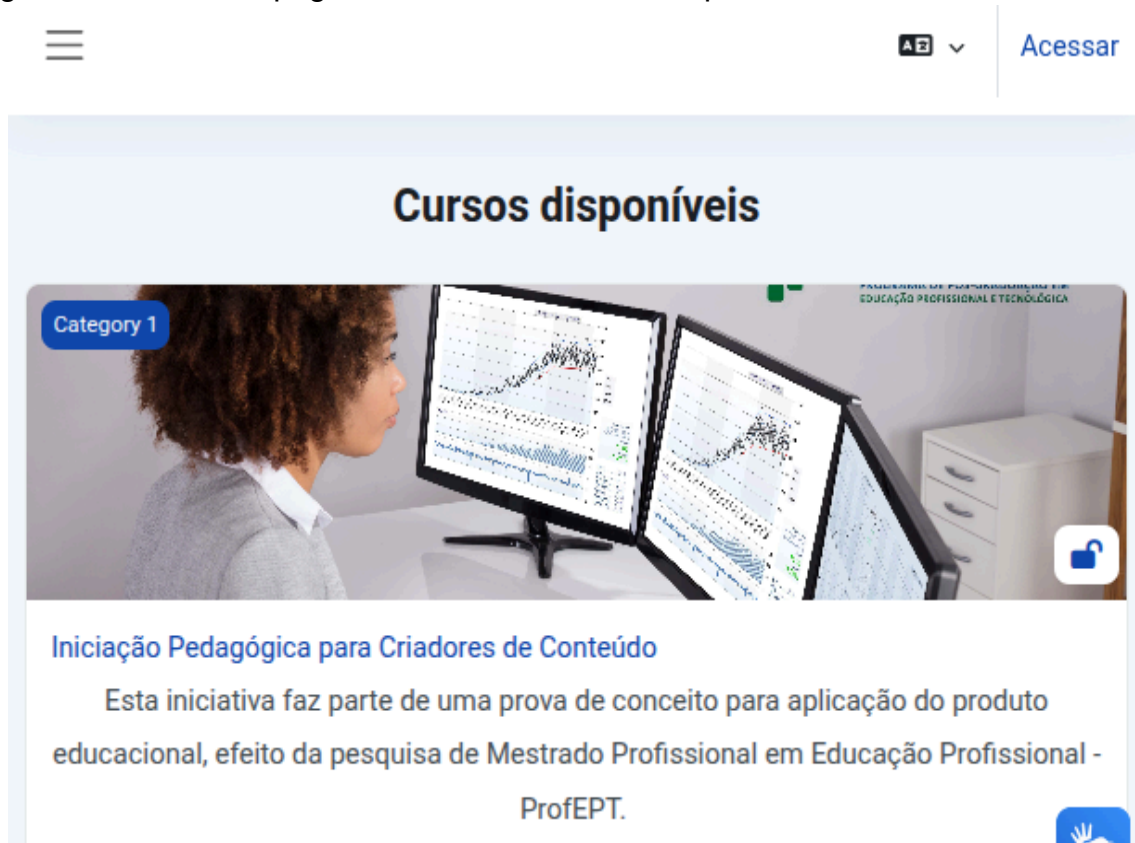 Acessar
Cursos disponíveis
EDUCAÇÃO PROFISSIONAL E TECNOLÓGICA
Category 1
Iniciação Pedagógica para Criadores de Conteúdo
Esta iniciativa faz parte de uma prova de conceito para aplicação do produto
educacional, efeito da pesquisa de Mestrado Profissional em Educação Profissional -
ProfEPT.